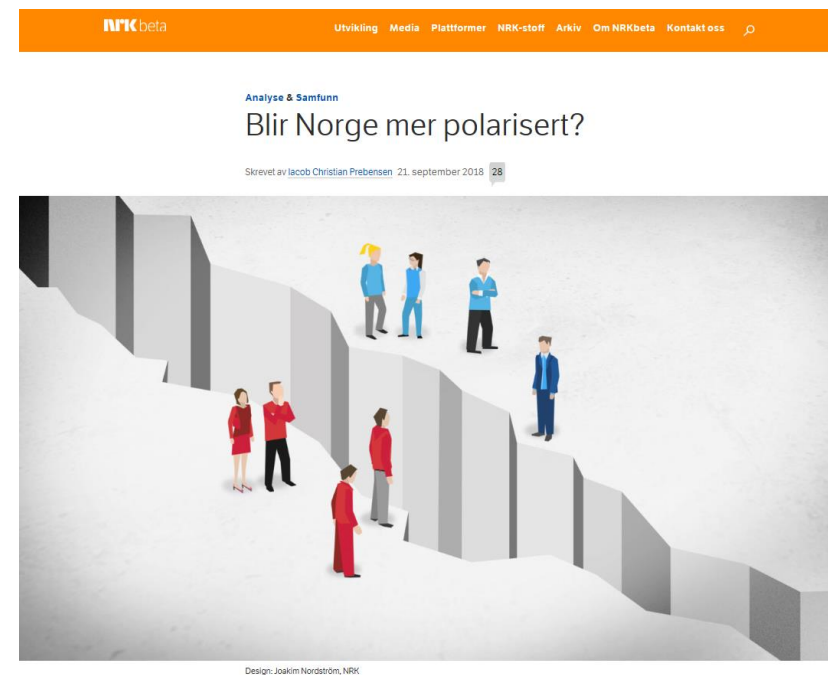 NRK beta
Utvikling Media Plattformer NRK-stoff Arkiv Om NRKbeta Kontakt oss
Analyse & Samfunn
Blir Norge mer polarisert?
Skrevet av Iacob Christian Prebensen 21. september 2018 28
Design: Joakim Nordström, NRK